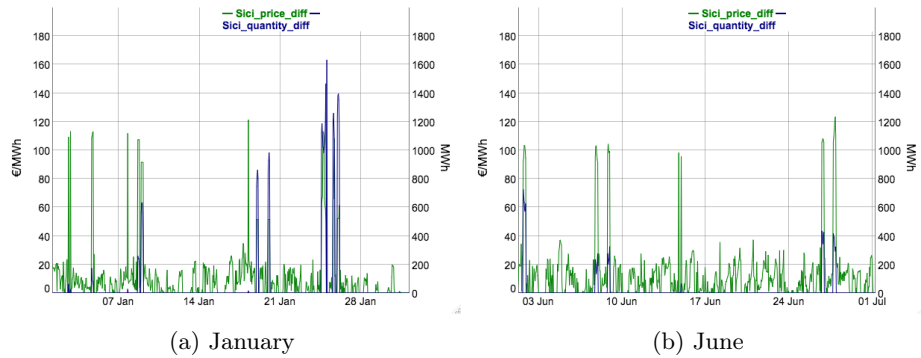 Sici_price_diff
Sici_quantity_diff
180
160
140
120
100
80
60
40
20
0
€/MWh
1800
1600
1400
1200
1000
800
600
400
200
0
MWh
07 Jan
14 Jan
21 Jan
28 Jan
(a) January
Sici_price_diff
Sici_quantity_diff
180
160
140
120
100
80
60
40
20
0
€/MWh
1800
1600
1400
1200
1000
800
600
400
200
0
MWh
03 Jun
10 Jun
17 Jun
24 Jun
01 Jul
(b) June